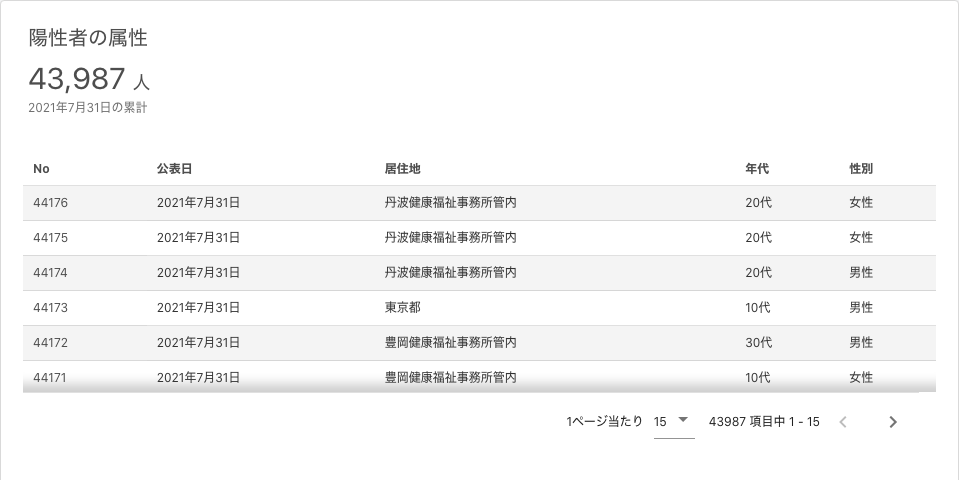 陽性者の属性
43,987 人
2021年7月31日の累計
No 公表日 居住地 年代 性別
44176 2021年7月31日 丹波健康福祉事務所管内 20代 女性
44175 2021年7月31日 丹波健康福祉事務所管内 20代 女性
44174 2021年7月31日 丹波健康福祉事務所管内 20代 男性
44173 2021年7月31日 東京都 10代 男性
44172 2021年7月31日 豊岡健康福祉事務所管内 30代 男性
44171 2021年7月31日 豊岡健康福祉事務所管内 10代 女性
1ページ当たり 15 43987 項目中 1 - 15